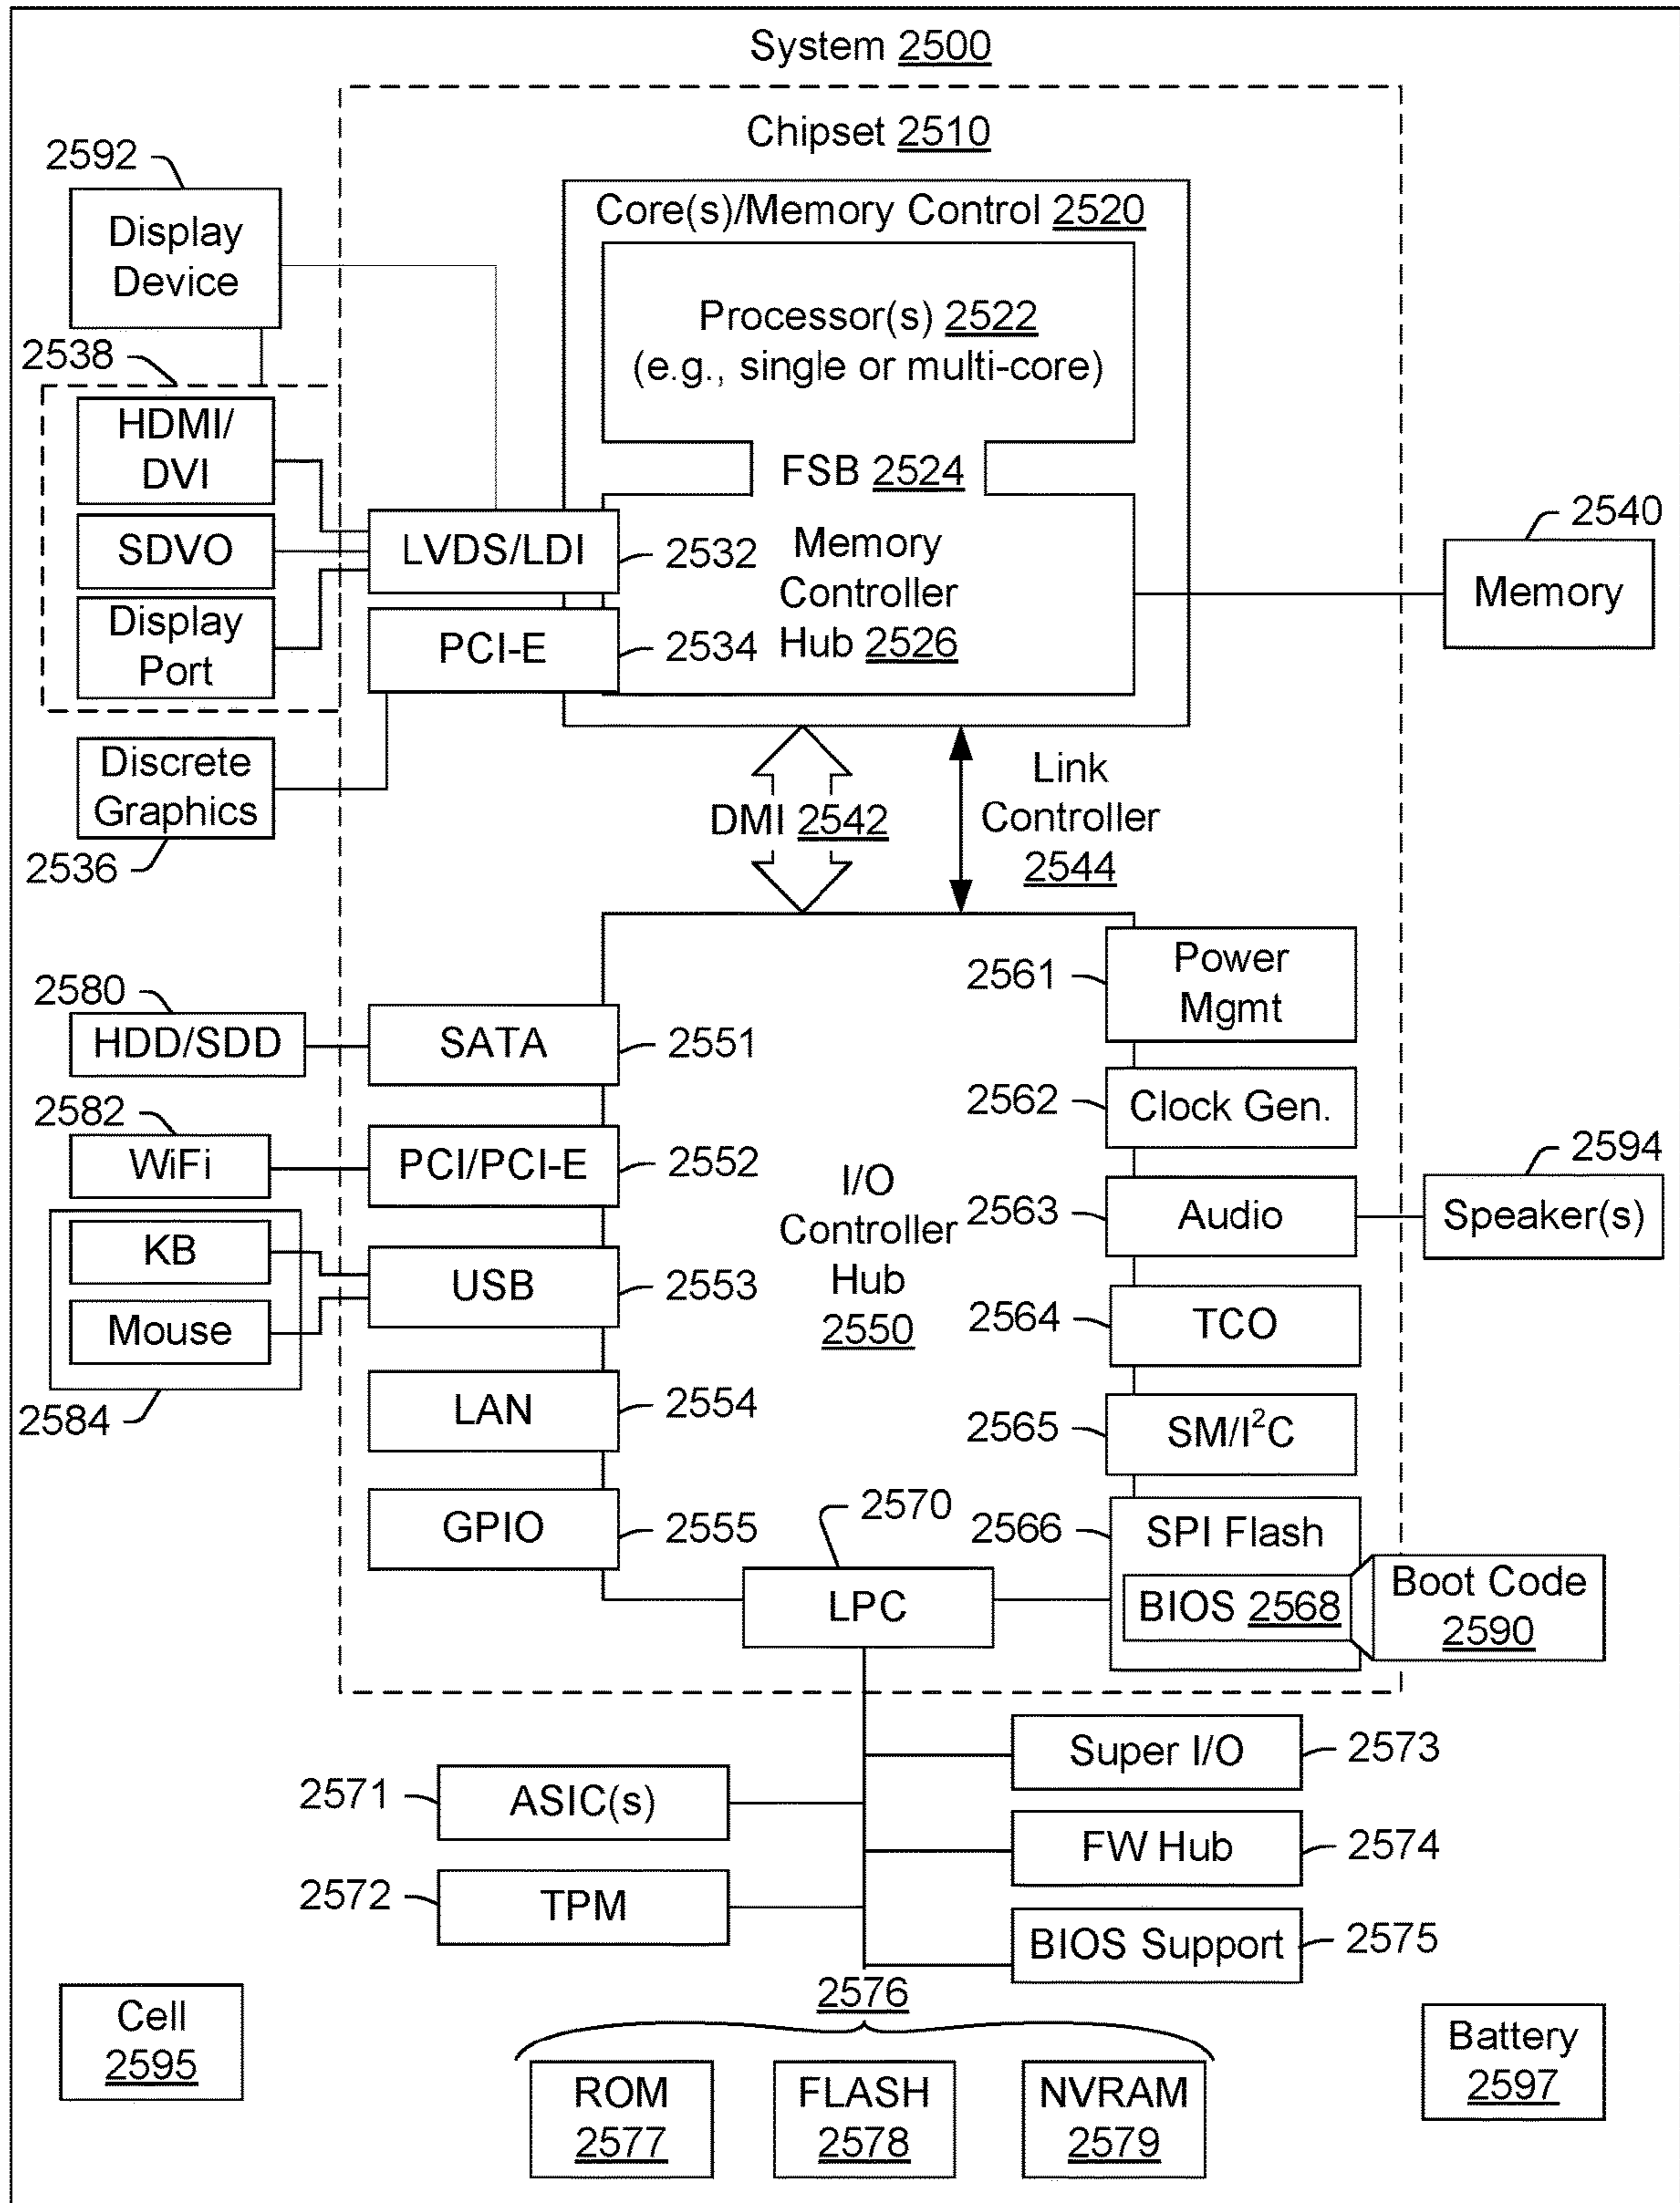 System 2500
Chipset 2510
2592
Display
Device
Core(s)/Memory Control 2520
Processor(s) 2522
(e.g., single or multi-core)
2538
HDMI/
DVI
SDVO
Display
Port
FSB 2524
LVDS/LDI
2532
PCI-E
2534
Memory
Controller
Hub 2526
2540
Memory
Discrete
Graphics
2536
DMI 2542
Link
Controller
2544
2580
HDD/SDD
SATA
2551
2582
WiFi
PCI/PCI-E
2552
KB
Mouse
2584
USB
2553
LAN
2554
GPIO
2555
I/O
Controller
Hub
2550
2561
Power
Mgmt
2562
Clock Gen.
2563
Audio
2594
Speaker(s)
2564
TCO
2565
SM/I²C
2566
SPI Flash
BIOS 2568
Boot Code
2590
2570
LPC
2571
ASIC(s)
2572
TPM
Super I/O
2573
FW Hub
2574
BIOS Support
2575
Cell
2595
2576
ROM
2577
FLASH
2578
NVRAM
2579
Battery
2597